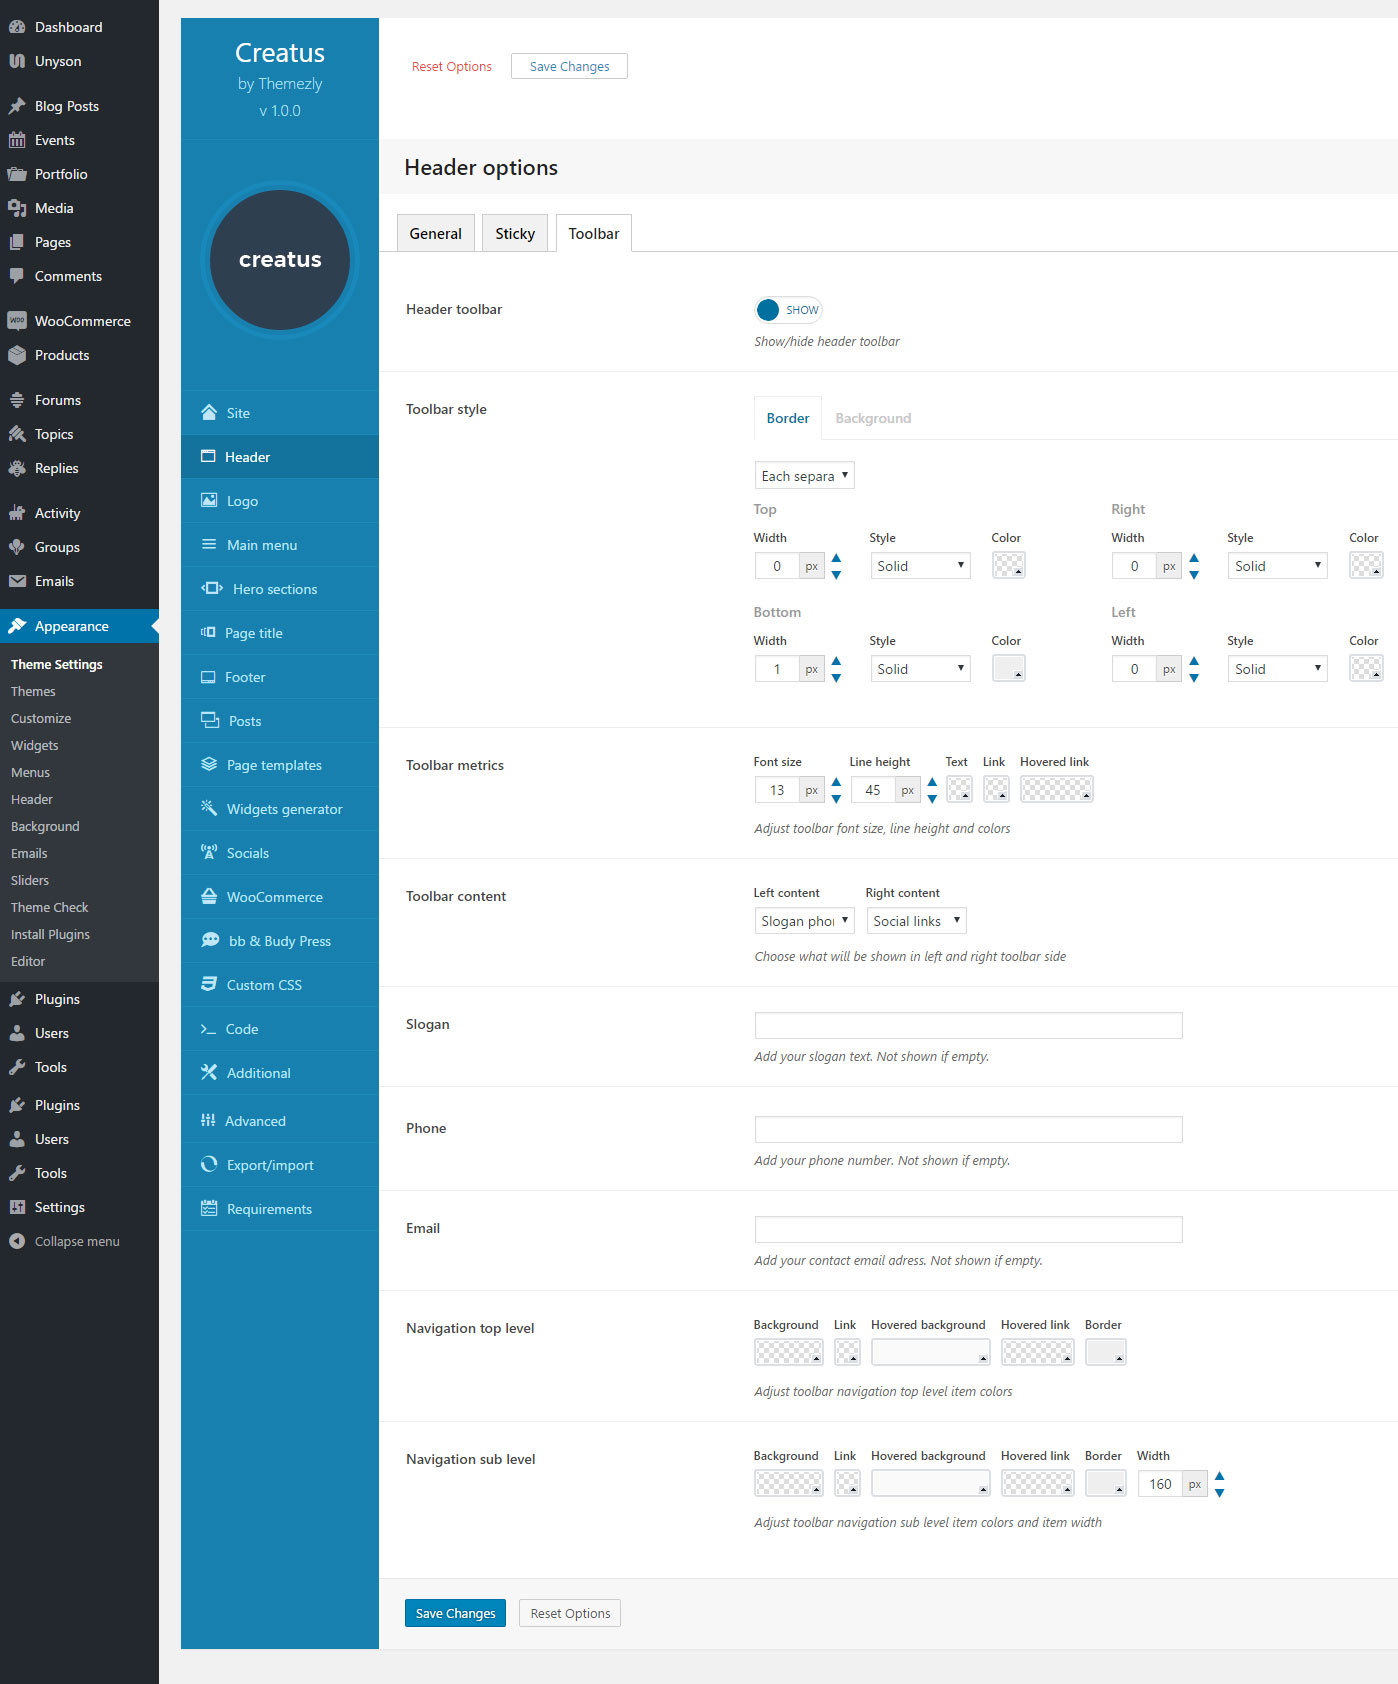 Dashboard
Unyson
Blog Posts
Events
Portfolio
Media
Pages
Comments
WooCommerce
Products
Forums
Topics
Replies
Activity
Groups
Emails
Appearance
Theme Settings
Themes
Customize
Widgets
Menus
Header
Background
Emails
Sliders
Theme Check
Install Plugins
Editor
Plugins
Users
Tools
Plugins
Users
Tools
Settings
Collapse menu
Creatus
by Themezly
v 1.0.0
creatus
Site
Header
Logo
Main menu
Hero sections
Page title
Footer
Posts
Page templates
Widgets generator
Socials
WooCommerce
bb & Budy Press
Custom CSS
Code
Additional
Advanced
Export/import
Requirements
Reset Options Save Changes
Header options
General Sticky Toolbar
Header toolbar SHOW
Show/hide header toolbar
Toolbar style Border Background
Each separa
Top Right
Width Style Color Width Style Color
0 px Solid 0 px Solid
Bottom Left
Width Style Color Width Style Color
1 px Solid 0 px Solid
Toolbar metrics Font size Line height Text Link Hovered link
13 px 45 px
Adjust toolbar font size, line height and colors
Toolbar content Left content Right content
Slogan phon Social links
Choose what will be shown in left and right toolbar side
Slogan
Add your slogan text. Not shown if empty.
Phone
Add your phone number. Not shown if empty.
Email
Add your contact email adress. Not shown if empty.
Navigation top level Background Link Hovered background Hovered link Border
Adjust toolbar navigation top level item colors
Navigation sub level Background Link Hovered background Hovered link Border Width
160 px
Adjust toolbar navigation sub level item colors and item width
Save Changes Reset Options